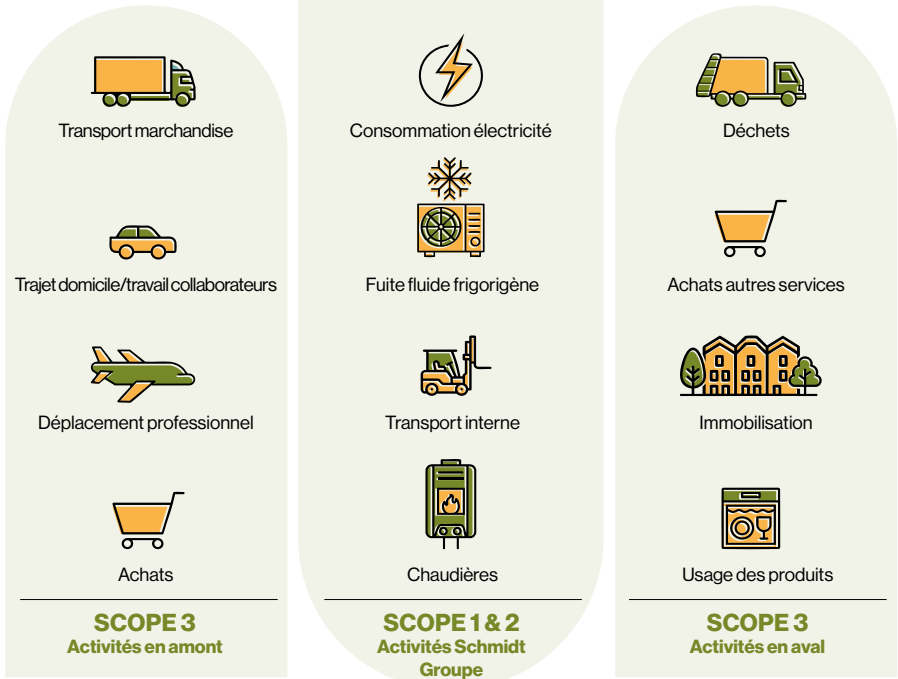 Transport marchandise
Trajet domicile/travail collaborateurs
Déplacement professionnel
Achats
SCOPE 3
Activités en amont
Consommation électricité
Fuite fluide frigorigène
Transport interne
Chaudières
SCOPE 1 & 2
Activités Schmidt
Groupe
Déchets
Achats autres services
Immobilisation
Usage des produits
SCOPE 3
Activités en aval